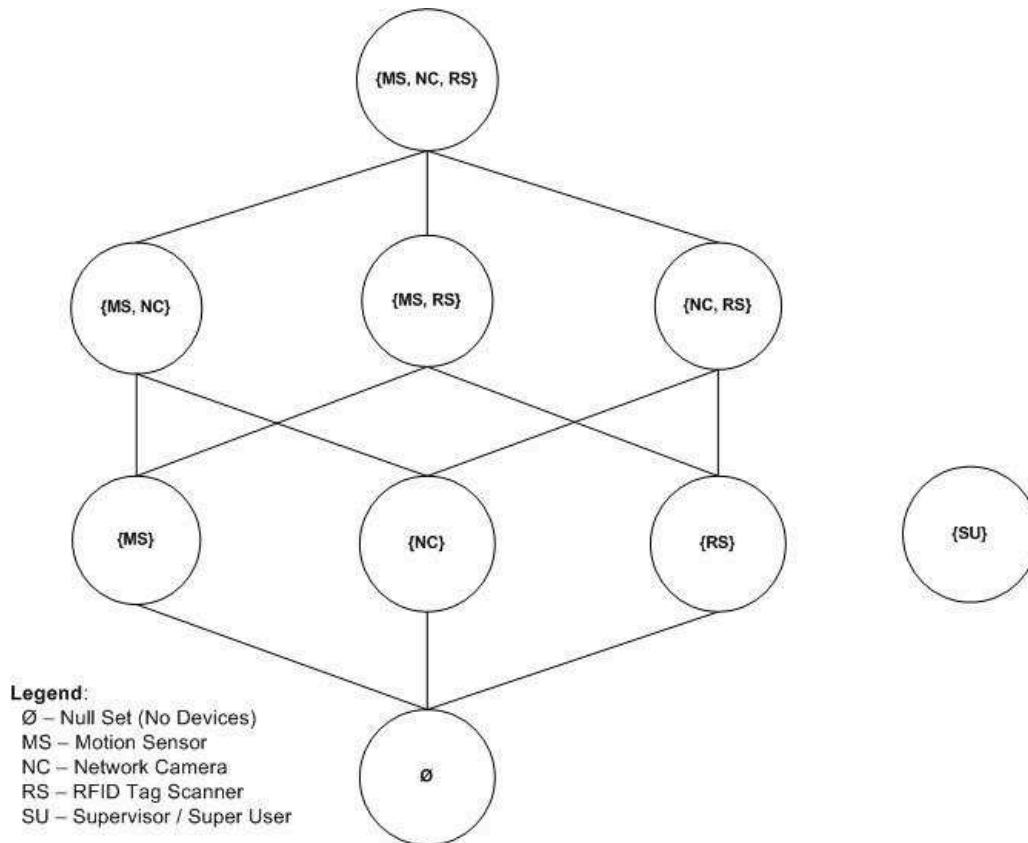 {MS, NC, RS}
{MS, NC}
{MS, RS}
{NC, RS}
{MS}
{NC}
{RS}
{SU}
Legend:
Ø – Null Set (No Devices)
MS – Motion Sensor
NC – Network Camera
RS – RFID Tag Scanner
SU – Supervisor / Super User
Ø